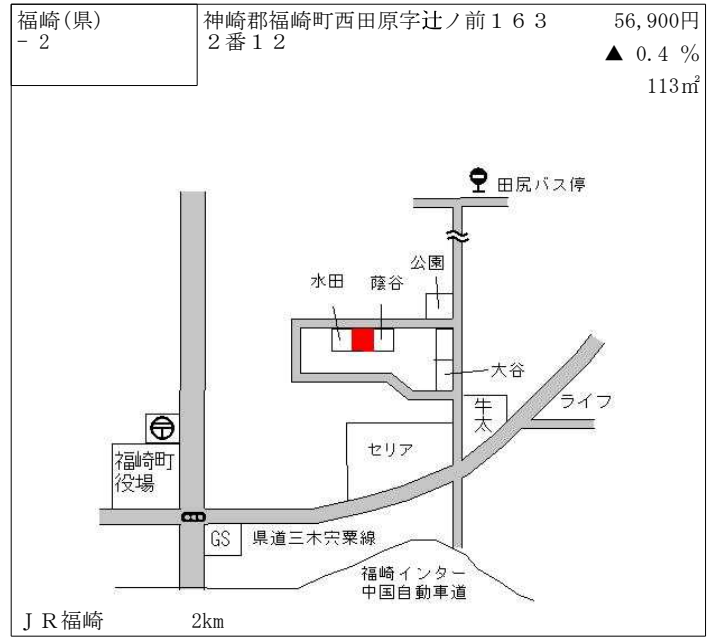 福崎(県)
- 2
神崎郡福崎町西田原字辻ノ前１６３
２番１２
56,900円
▲ 0.4 %
113㎡
田尻バス停
公園
水田
蔭谷
大谷
牛太
ライフ
セリア
福崎町
役場
GS
県道三木宍粟線
福崎インター
中国自動車道
ＪＲ福崎
2km